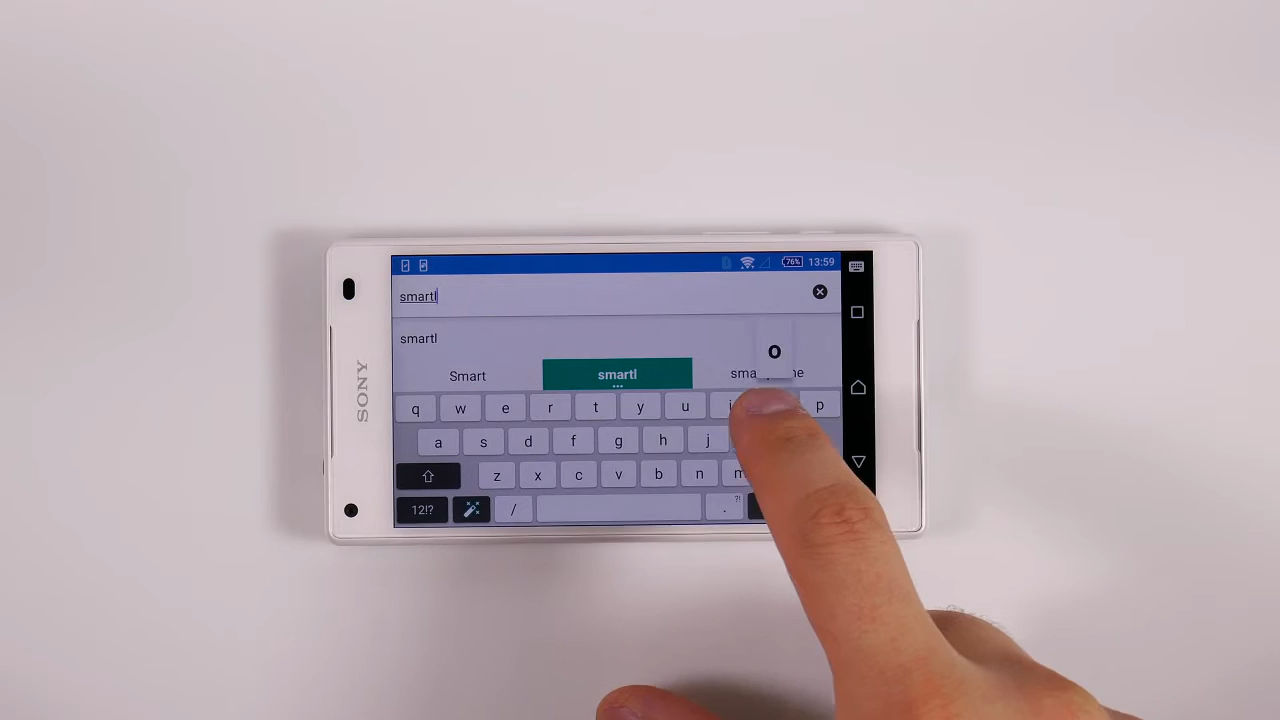 SONY
76% 13:59
smartl
smartl
Smart smartl
o
q w e r t y u p
a s d f g h j
z x c v b n m
12!? / . ?!